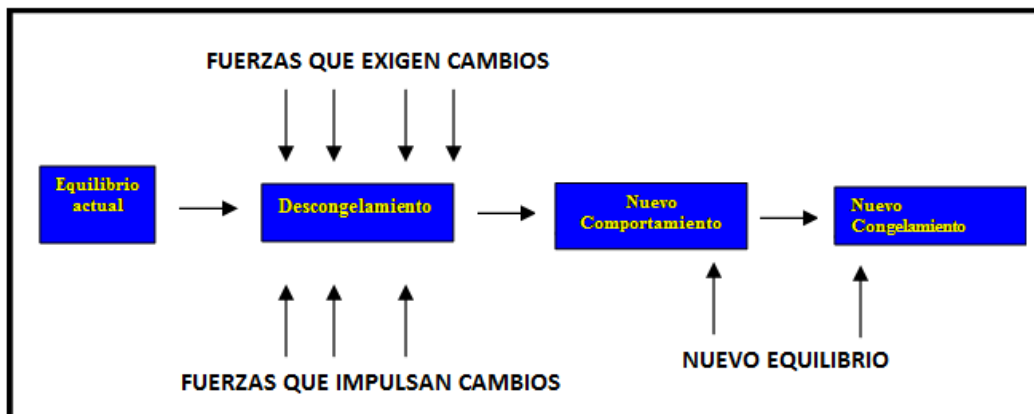 FUERZAS QUE EXIGEN CAMBIOS
Equilibrio
actual
Descongelamiento
Nuevo
Comportamiento
Nuevo
Congelamiento
FUERZAS QUE IMPULSAN CAMBIOS
NUEVO EQUILIBRIO